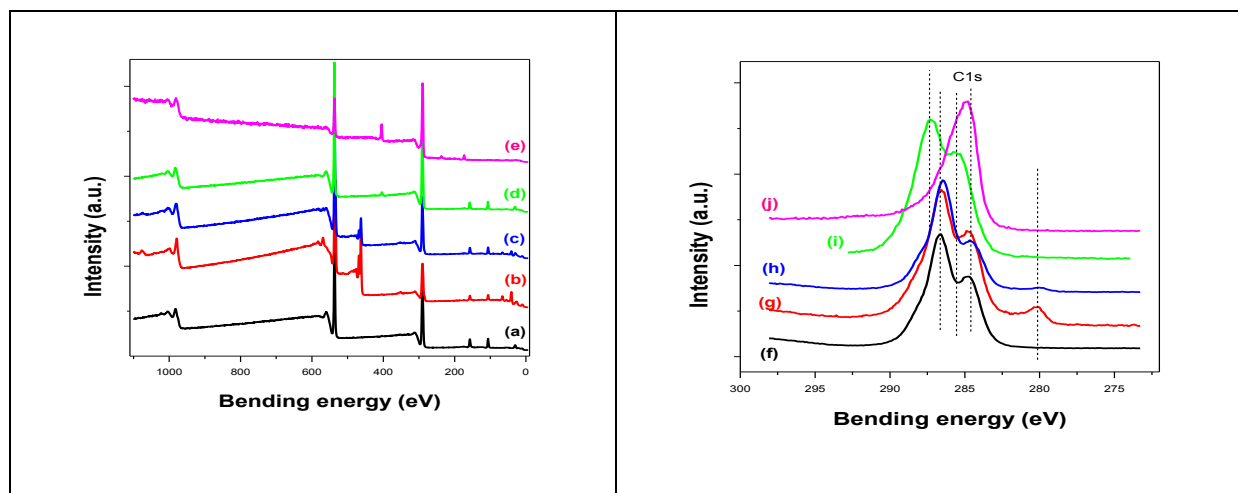 Intensity (a.u.)
(e)
(d)
(c)
(b)
(a)
1000 800 600 400 200 0
Bending energy (eV)
C1s
Intensity (a.u.)
(j)
(i)
(h)
(g)
(f)
300 295 290 285 280 275
Bending energy (eV)